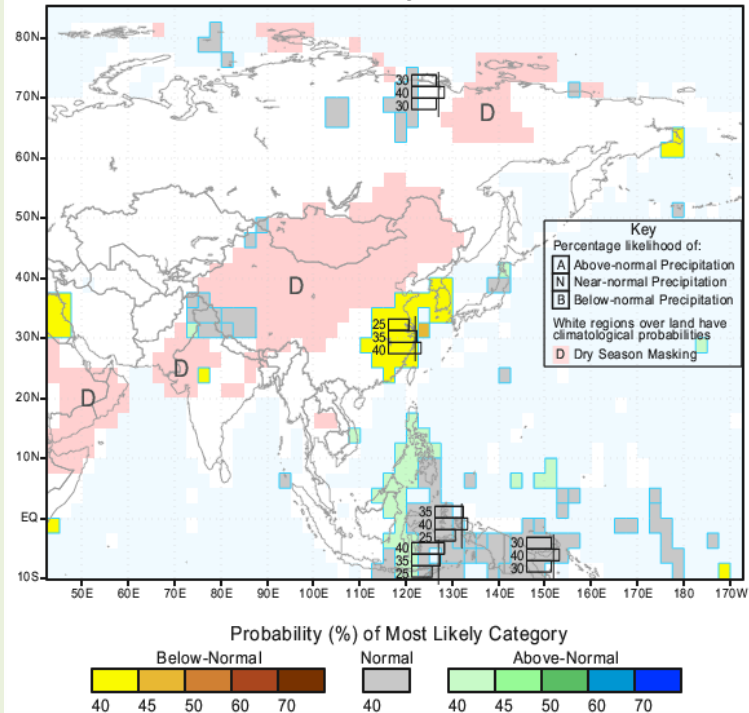 80N
70N
60N
50N
40N
30N
20N
10N
EQ
10S
50E
60E
70E
80E
90E
100E
110E
120E
130E
140E
150E
160E
170E
180
170W
30
40
30
D
D
D
D
25
35
40
35
40
25
40
35
25
30
40
30
Key
Percentage likelihood of:
A Above-normal Precipitation
N Near-normal Precipitation
B Below-normal Precipitation
White regions over land have
climatological probabilities
D Dry Season Masking
Probability (%) of Most Likely Category
Below-Normal Normal Above-Normal
40 45 50 60 70 40 40 45 50 60 70